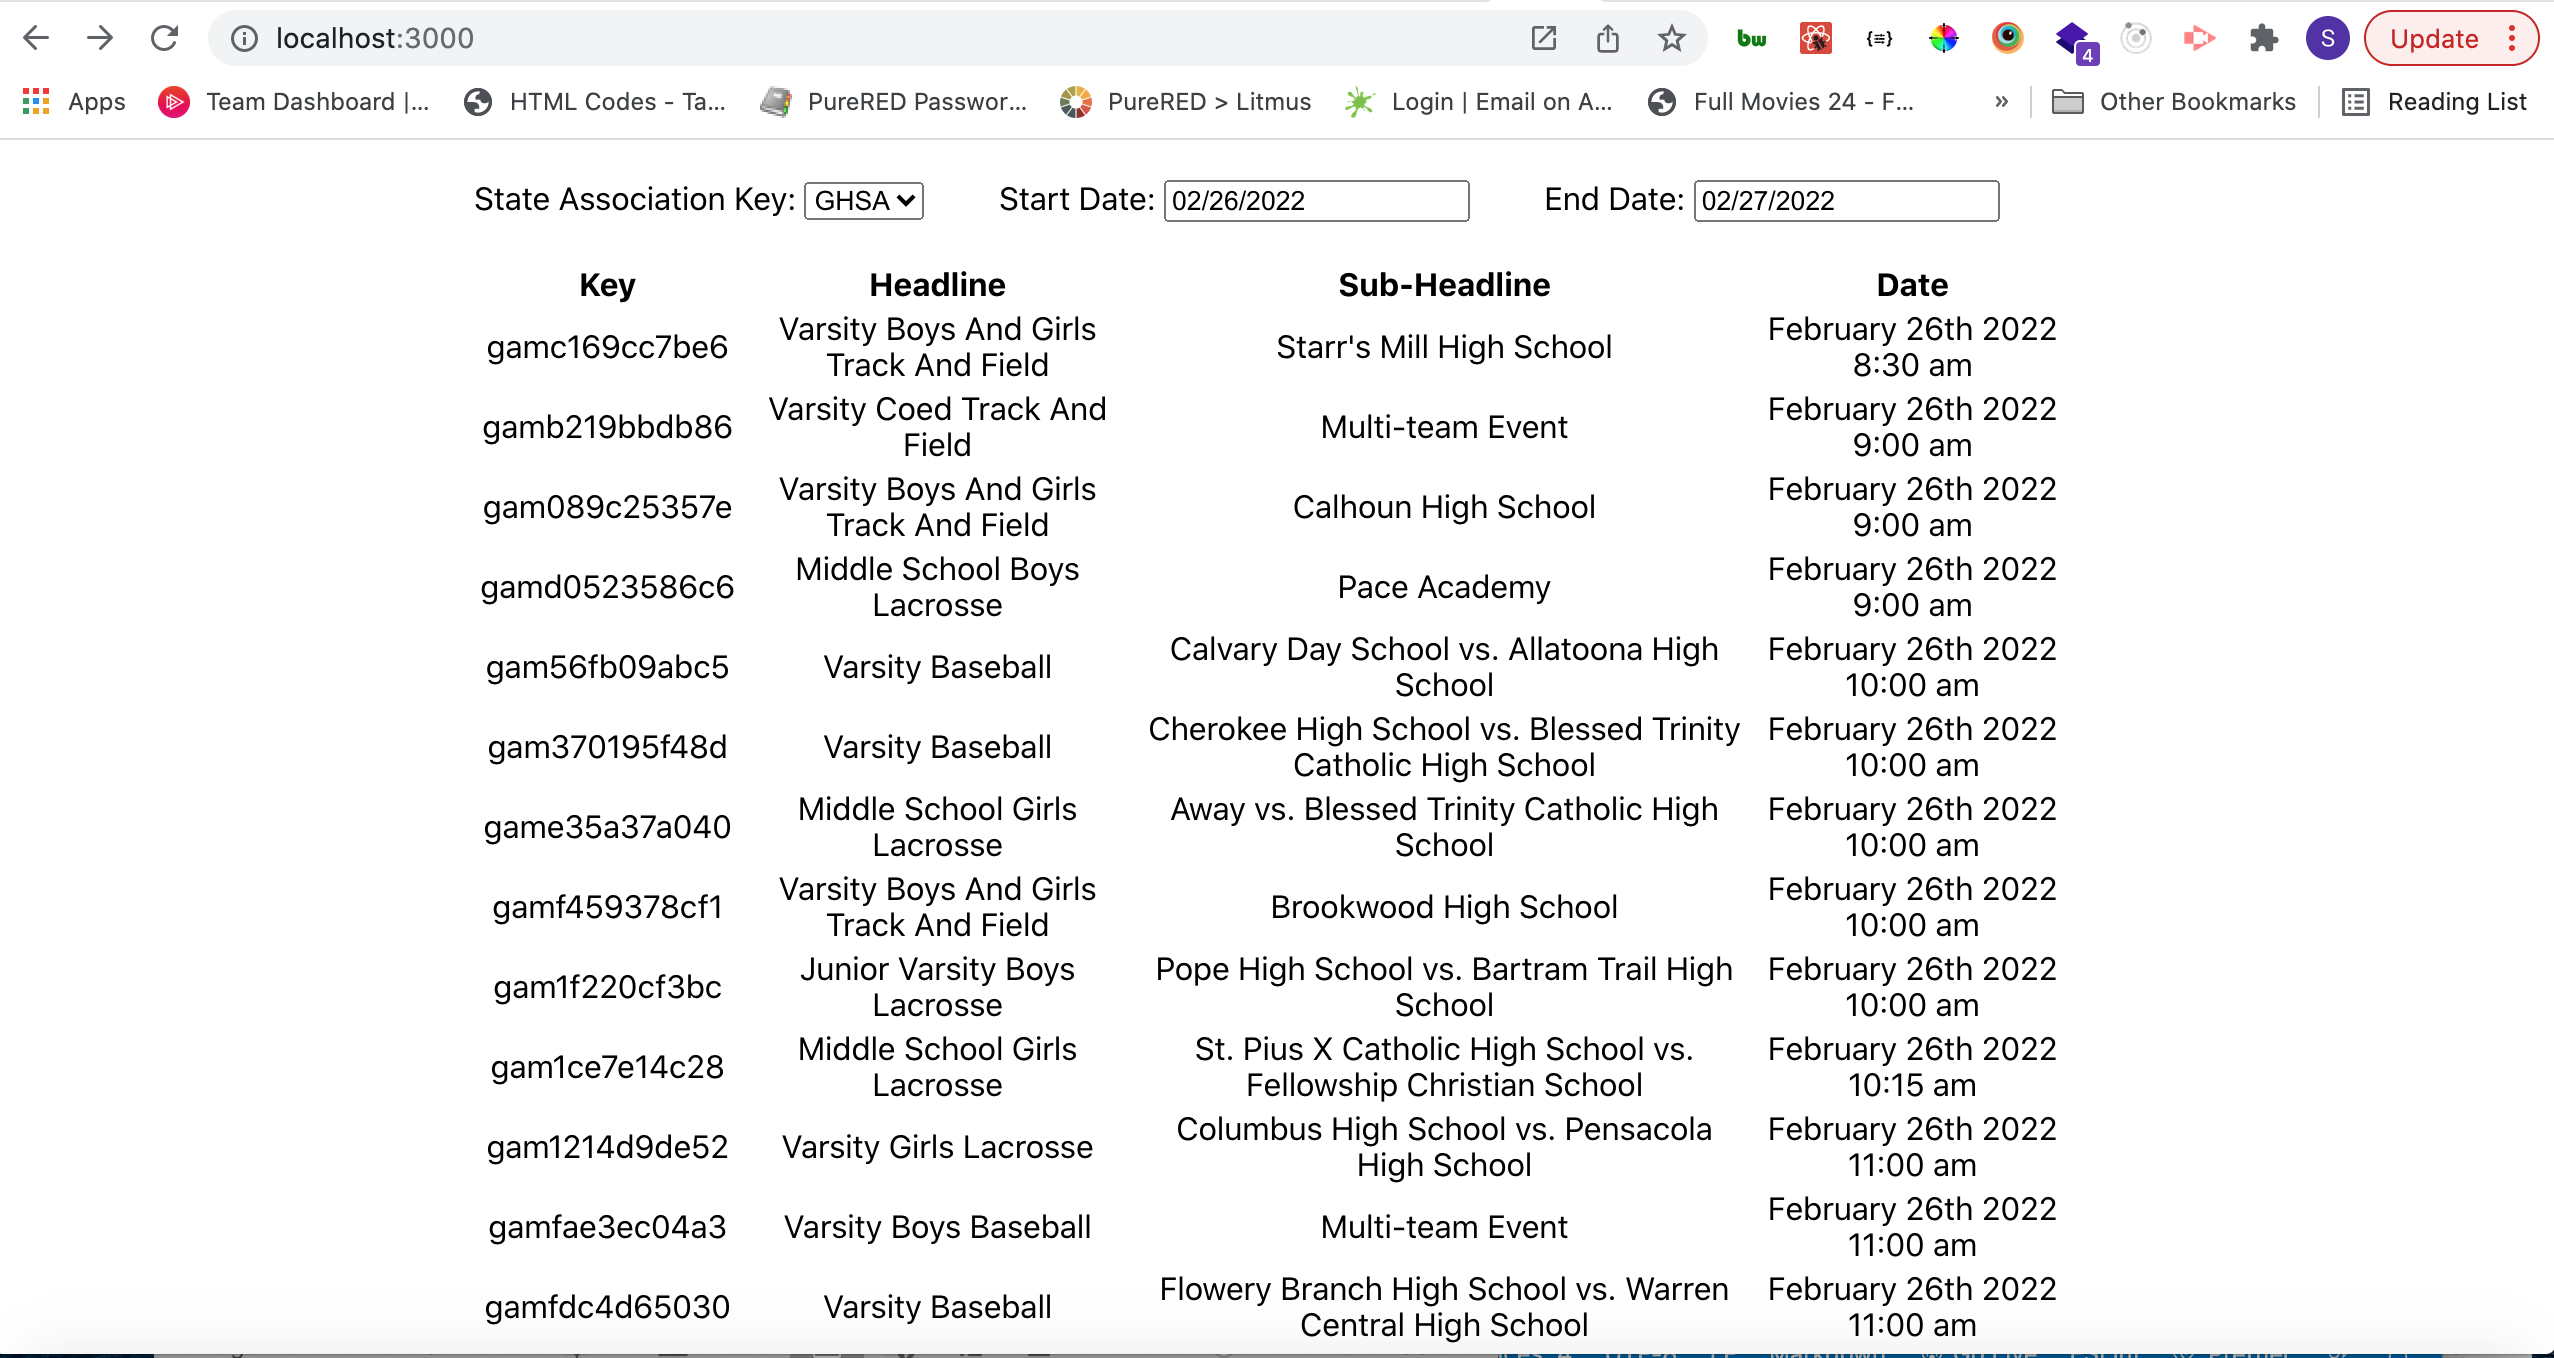 localhost:3000
bw
{≡}
4
S
Update
Apps
Team Dashboard |...
HTML Codes - Ta...
PureRED Passwor...
PureRED > Litmus
Login | Email on A...
Full Movies 24 - F...
»
Other Bookmarks
Reading List
State Association Key: GHSA Start Date: 02/26/2022 End Date: 02/27/2022
Key Headline Sub-Headline Date
gamc169cc7be6
Varsity Boys And Girls
Track And Field
Starr's Mill High School
February 26th 2022
8:30 am
gamb219bbdb86
Varsity Coed Track And
Field
Multi-team Event
February 26th 2022
9:00 am
gam089c25357e
Varsity Boys And Girls
Track And Field
Calhoun High School
February 26th 2022
9:00 am
gamd0523586c6
Middle School Boys
Lacrosse
Pace Academy
February 26th 2022
9:00 am
gam56fb09abc5
Varsity Baseball
Calvary Day School vs. Allatoona High
School
February 26th 2022
10:00 am
gam370195f48d
Varsity Baseball
Cherokee High School vs. Blessed Trinity
Catholic High School
February 26th 2022
10:00 am
game35a37a040
Middle School Girls
Lacrosse
Away vs. Blessed Trinity Catholic High
School
February 26th 2022
10:00 am
gamf459378cf1
Varsity Boys And Girls
Track And Field
Brookwood High School
February 26th 2022
10:00 am
gam1f220cf3bc
Junior Varsity Boys
Lacrosse
Pope High School vs. Bartram Trail High
School
February 26th 2022
10:00 am
gam1ce7e14c28
Middle School Girls
Lacrosse
St. Pius X Catholic High School vs.
Fellowship Christian School
February 26th 2022
10:15 am
gam1214d9de52
Varsity Girls Lacrosse
Columbus High School vs. Pensacola
High School
February 26th 2022
11:00 am
gamfae3ec04a3
Varsity Boys Baseball
Multi-team Event
February 26th 2022
11:00 am
gamfdc4d65030
Varsity Baseball
Flowery Branch High School vs. Warren
Central High School
February 26th 2022
11:00 am